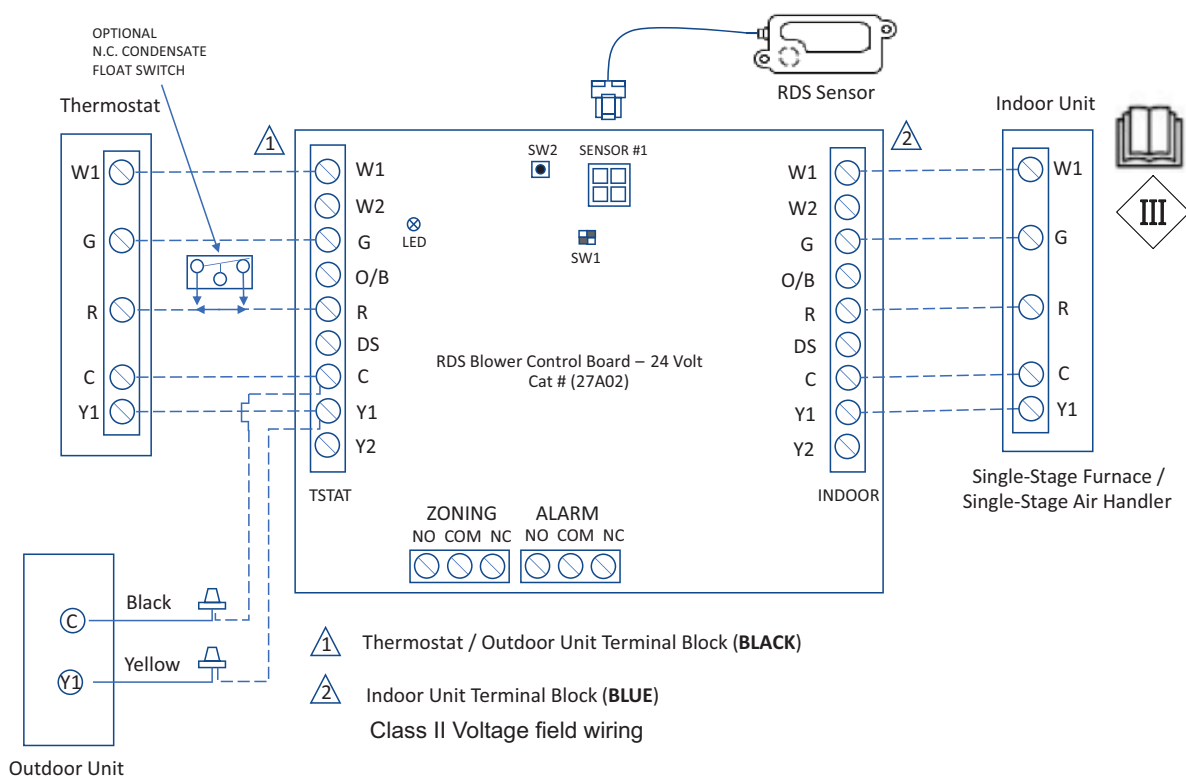 OPTIONAL
N.C. CONDENSATE
FLOAT SWITCH
Thermostat
RDS Sensor
Indoor Unit
1
2
SW2
SENSOR #1
LED
SW1
W1
G
R
C
Y1
W1
W2
G
O/B
R
DS
C
Y1
Y2
TSTAT
RDS Blower Control Board – 24 Volt
Cat # (27A02)
W1
W2
G
O/B
R
DS
C
Y1
Y2
INDOOR
W1
G
R
C
Y1
III
Single-Stage Furnace /
Single-Stage Air Handler
ZONING
NO COM NC
ALARM
NO COM NC
C
Black
Y1
Yellow
Outdoor Unit
1 Thermostat / Outdoor Unit Terminal Block (BLACK)
2 Indoor Unit Terminal Block (BLUE)
Class II Voltage field wiring